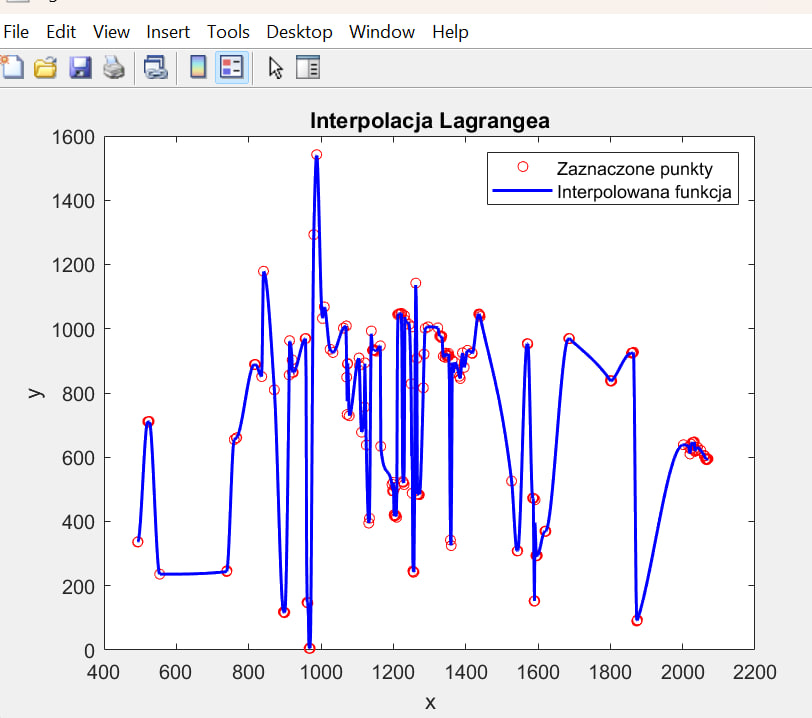 File Edit View Insert Tools Desktop Window Help
Interpolacja Lagrangea
Zaznaczone punkty
Interpolowana funkcja
1600
1400
1200
1000
800
600
400
200
0
y
400 600 800 1000 1200 1400 1600 1800 2000 2200
x